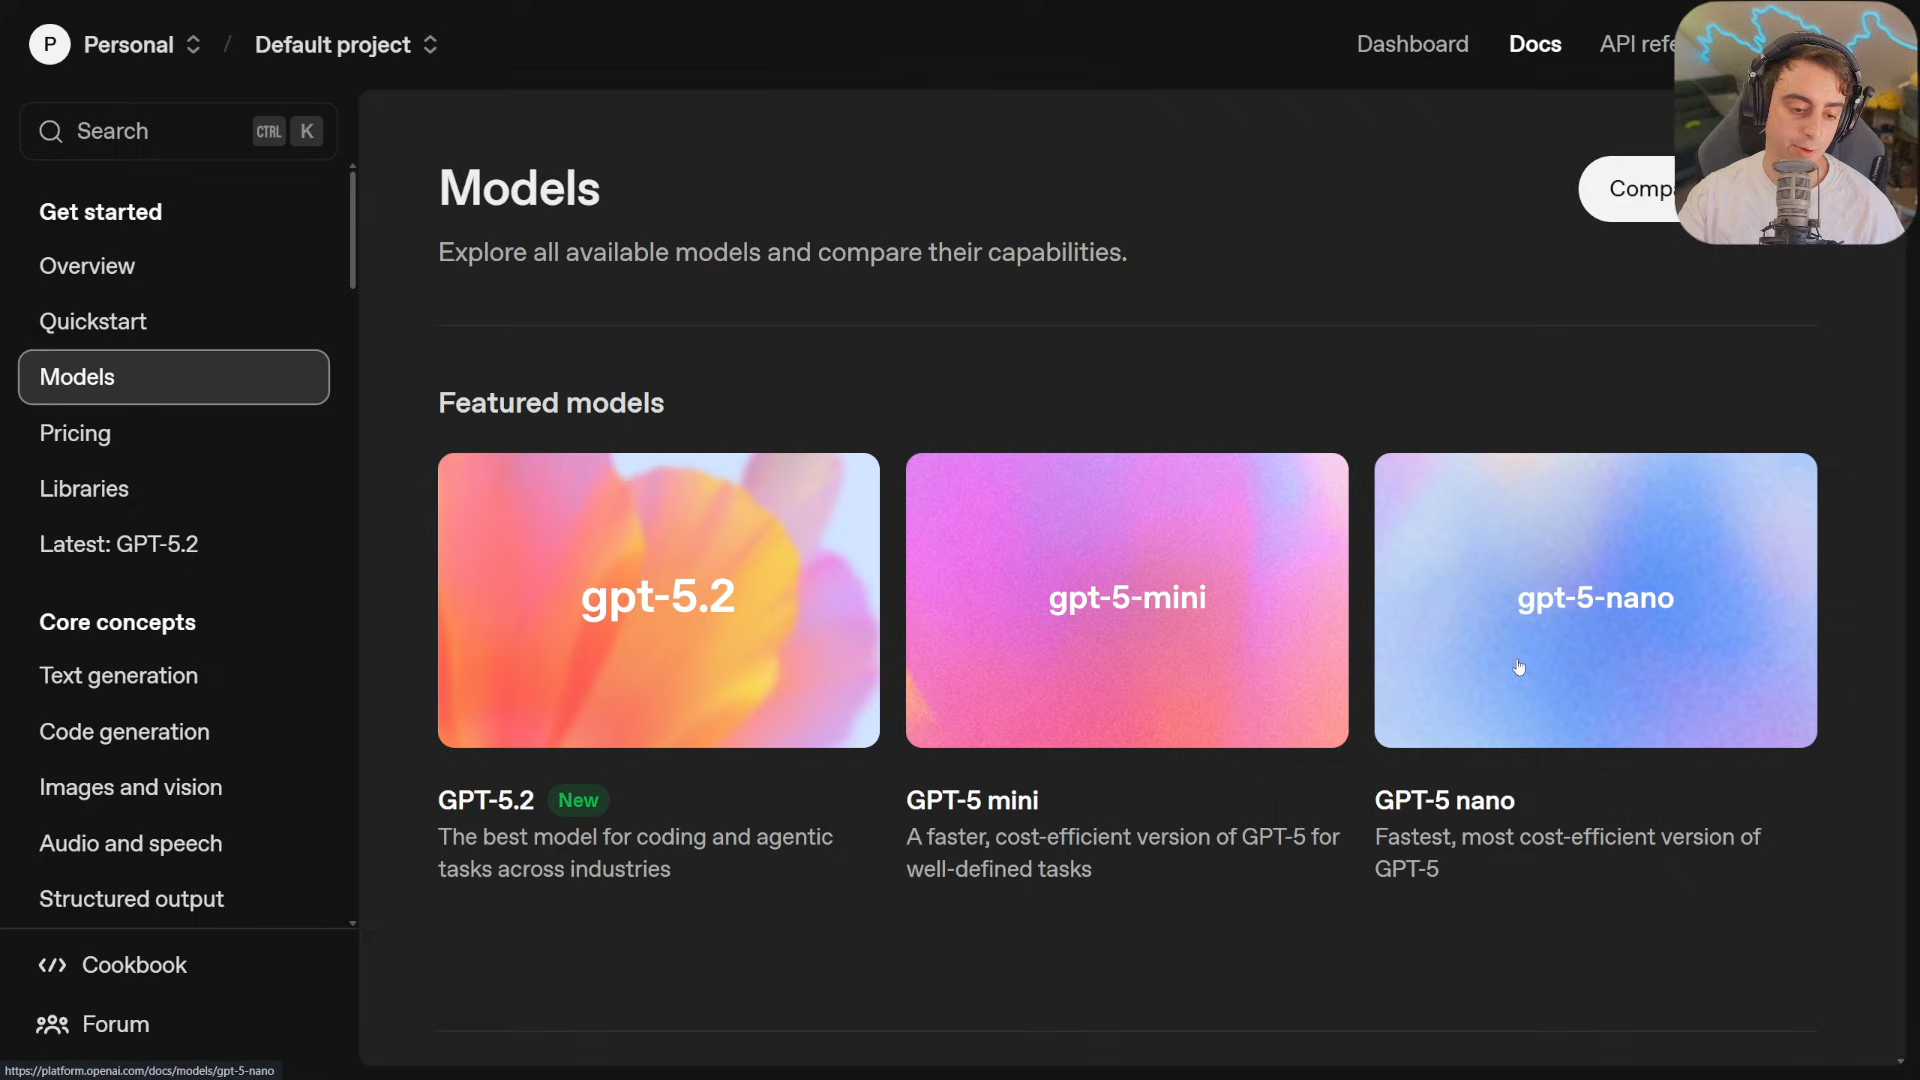 P Personal / Default project
Dashboard Docs API
Search CTRL K
Get started
Overview
Quickstart
Models
Pricing
Libraries
Latest: GPT-5.2
Core concepts
Text generation
Code generation
Images and vision
Audio and speech
Structured output
Cookbook
Forum
Models
Explore all available models and compare their capabilities.
Featured models
gpt-5.2
GPT-5.2 New
The best model for coding and agentic
tasks across industries
gpt-5-mini
GPT-5 mini
A faster, cost-efficient version of GPT-5 for
well-defined tasks
gpt-5-nano
GPT-5 nano
Fastest, most cost-efficient version of
GPT-5
https://platform.openai.com/docs/models/gpt-5-nano